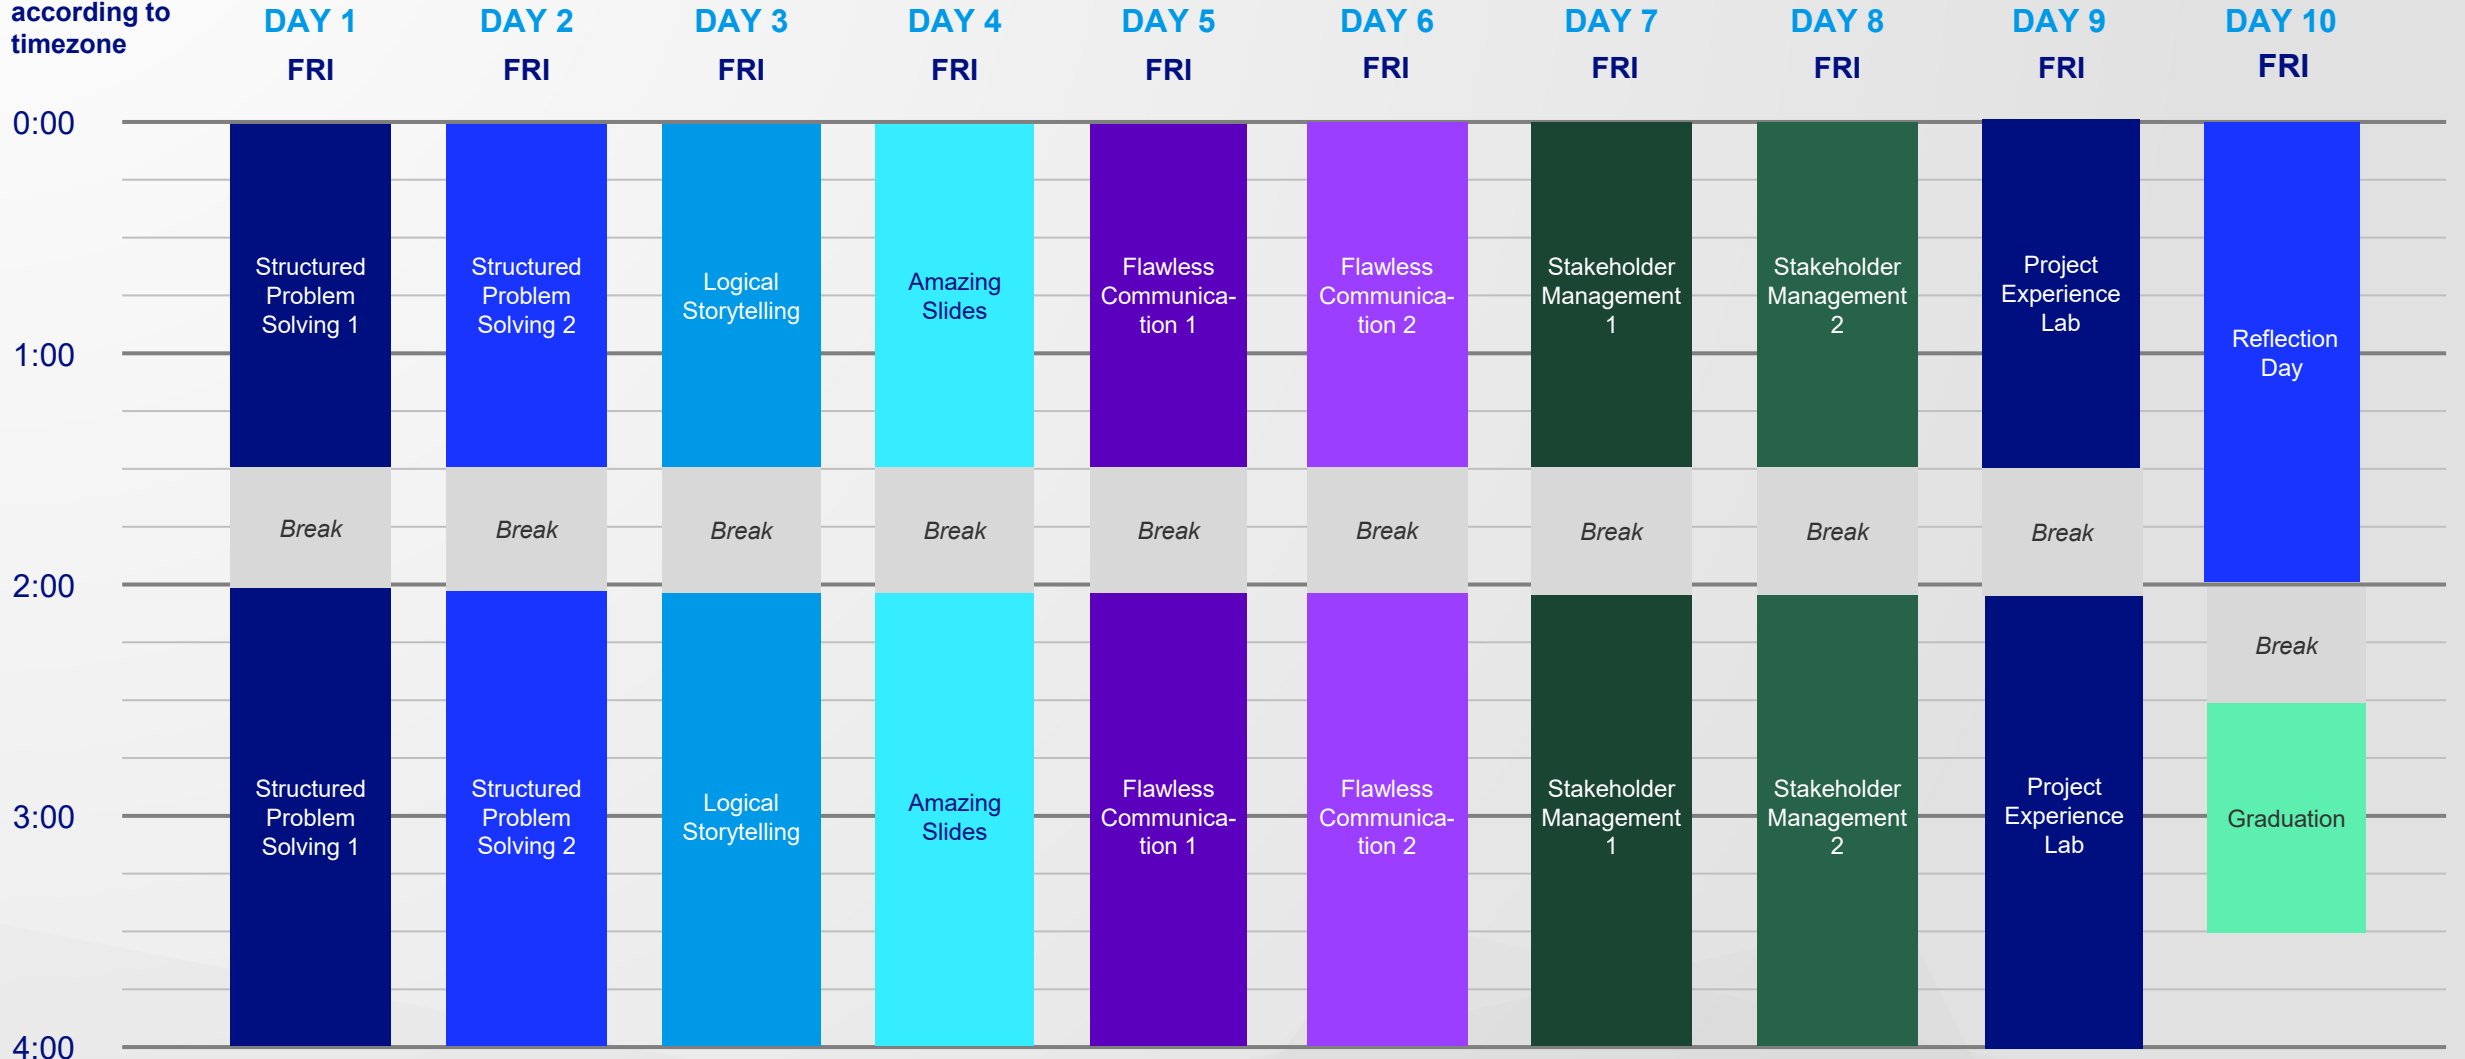 according to
timezone
DAY 1
DAY 2
DAY 3
DAY 4
DAY 5
DAY 6
DAY 7
DAY 8
DAY 9
DAY 10
FRI
FRI
FRI
FRI
FRI
FRI
FRI
FRI
FRI
FRI
0:00
Structured
Problem
Solving 1
Structured
Problem
Solving 2
Logical
Storytelling
Amazing
Slides
Flawless
Communica-
tion 1
Flawless
Communica-
tion 2
Stakeholder
Management
1
Stakeholder
Management
2
Project
Experience
Lab
Reflection
Day
1:00
Break
Break
Break
Break
Break
Break
Break
Break
Break
2:00
Break
Structured
Problem
Solving 1
Structured
Problem
Solving 2
Logical
Storytelling
Amazing
Slides
Flawless
Communica-
tion 1
Flawless
Communica-
tion 2
Stakeholder
Management
1
Stakeholder
Management
2
Project
Experience
Lab
Graduation
3:00
4:00